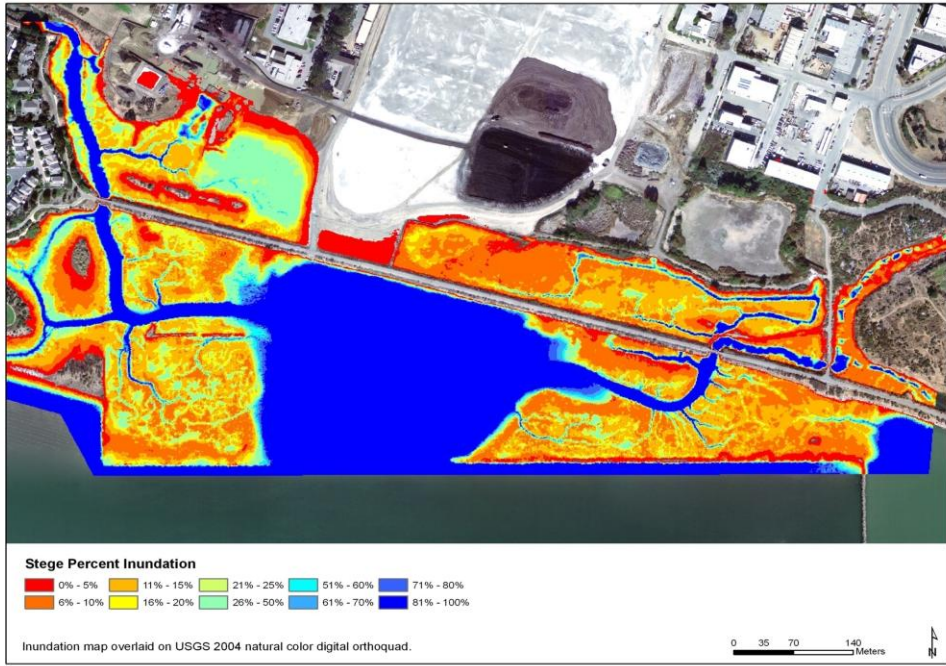 Stege Percent Inundation
0% - 5% 11% - 15% 21% - 25% 51% - 60% 71% - 80%
6% - 10% 16% - 20% 26% - 50% 61% - 70% 81% - 100%
Inundation map overlaid on USGS 2004 natural color digital orthoquad.
0 35 70 140
Meters
N